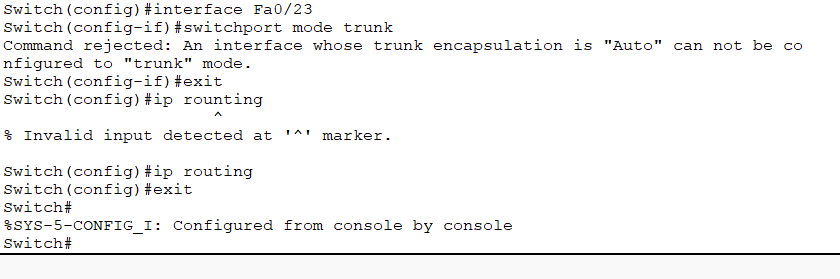 Switch(config)#interface Fa0/23
Switch(config-if)#switchport mode trunk
Command rejected: An interface whose trunk encapsulation is "Auto" can not be co
nfigured to "trunk" mode.
Switch(config-if)#exit
Switch(config)#ip rounting
^
% Invalid input detected at '^' marker.
Switch(config)#ip routing
Switch(config)#exit
Switch#
%SYS-5-CONFIG_I: Configured from console by console
Switch#